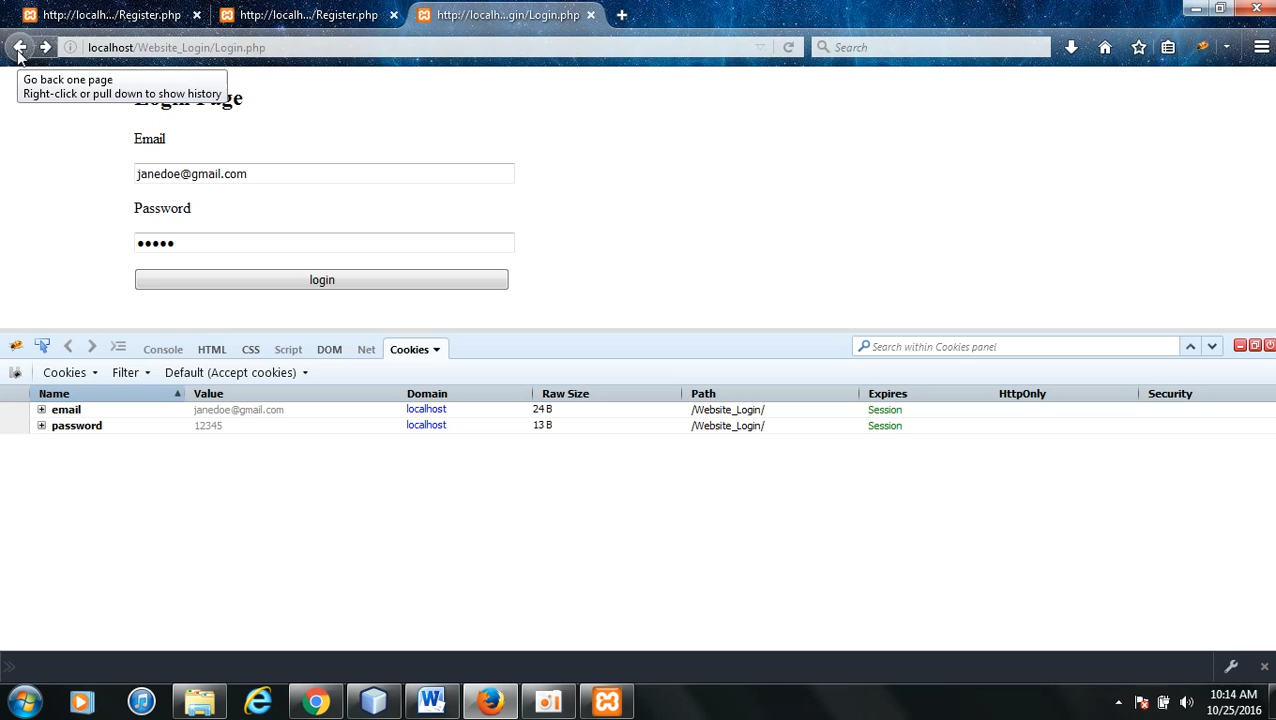 http://localh.../Register.php × http://localh.../Register.php × http://localh...gin/Login.php ×
localhost/Website_Login/Login.php Search
Go back one page
Right-click or pull down to show history
Login Page
Email
janedoe@gmail.com
Password
•••••
login
Console HTML CSS Script DOM Net Cookies Search within Cookies panel
Cookies Filter Default (Accept cookies)
Name Value Domain Raw Size Path Expires HttpOnly Security
email janedoe@gmail.com localhost 24 B /Website_Login/ Session
password 12345 localhost 13 B /Website_Login/ Session
10:14 AM
10/25/2016